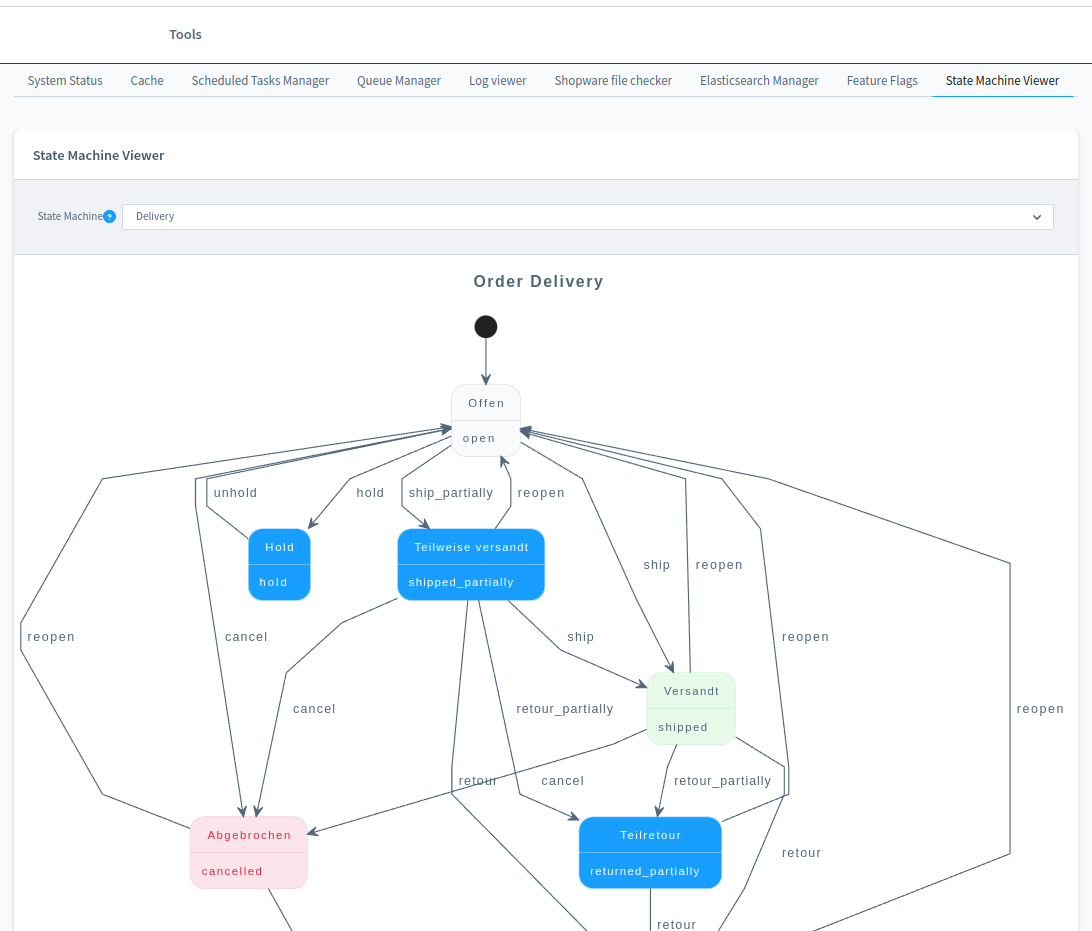 Tools
System Status Cache Scheduled Tasks Manager Queue Manager Log viewer Shopware file checker Elasticsearch Manager Feature Flags State Machine Viewer
State Machine Viewer
State Machine ? Delivery
Order Delivery
Offen
open
unhold hold ship_partially reopen
Hold Teilweise versandt
hold shipped_partially
ship reopen
reopen cancel ship reopen
Versandt
shipped
cancel retour_partially reopen
retour cancel retour_partially
Abgebrochen Teilretour
cancelled returned_partially
retour
retour